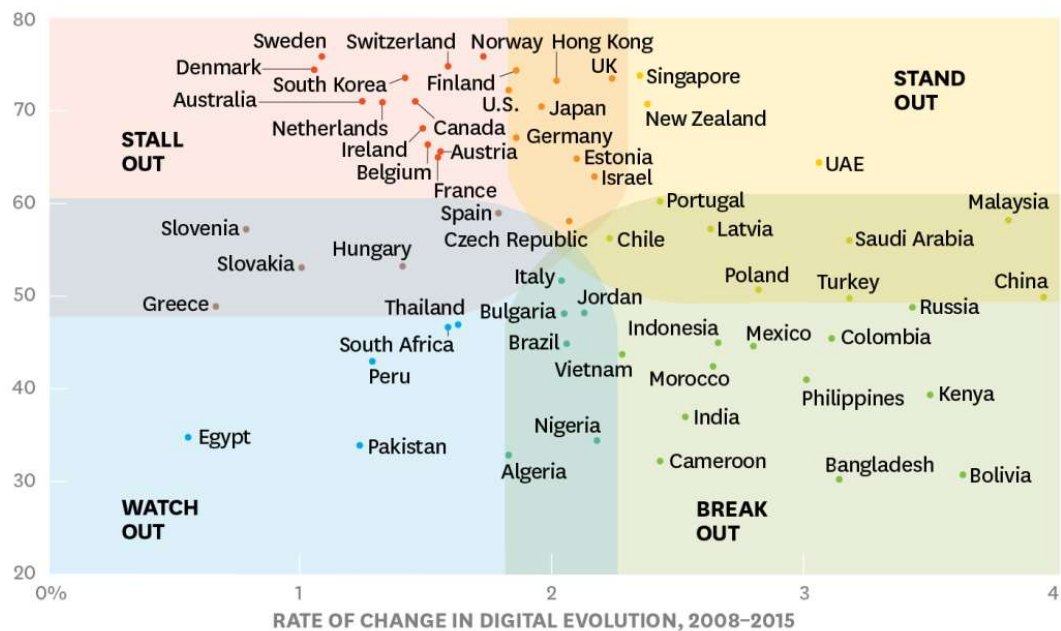 80
Sweden
Switzerland
Norway
Hong Kong
Denmark
South Korea
Finland
UK
Singapore
STAND
OUT
Australia
U.S.
Japan
New Zealand
70
Netherlands
Canada
Germany
STALL
OUT
Ireland
Austria
Estonia
Belgium
Israel
UAE
France
60
Spain
Portugal
Malaysia
Slovenia
Czech Republic
Chile
Latvia
Saudi Arabia
Slovakia
Hungary
Italy
Poland
Turkey
China
50
Greece
Thailand
Bulgaria
Jordan
Russia
South Africa
Brazil
Indonesia
Mexico
Colombia
Peru
Vietnam
Morocco
40
Philippines
Kenya
India
Egypt
Pakistan
Nigeria
Algeria
Cameroon
Bangladesh
Bolivia
30
WATCH
OUT
BREAK
OUT
20
0%
1
2
3
4
RATE OF CHANGE IN DIGITAL EVOLUTION, 2008–2015